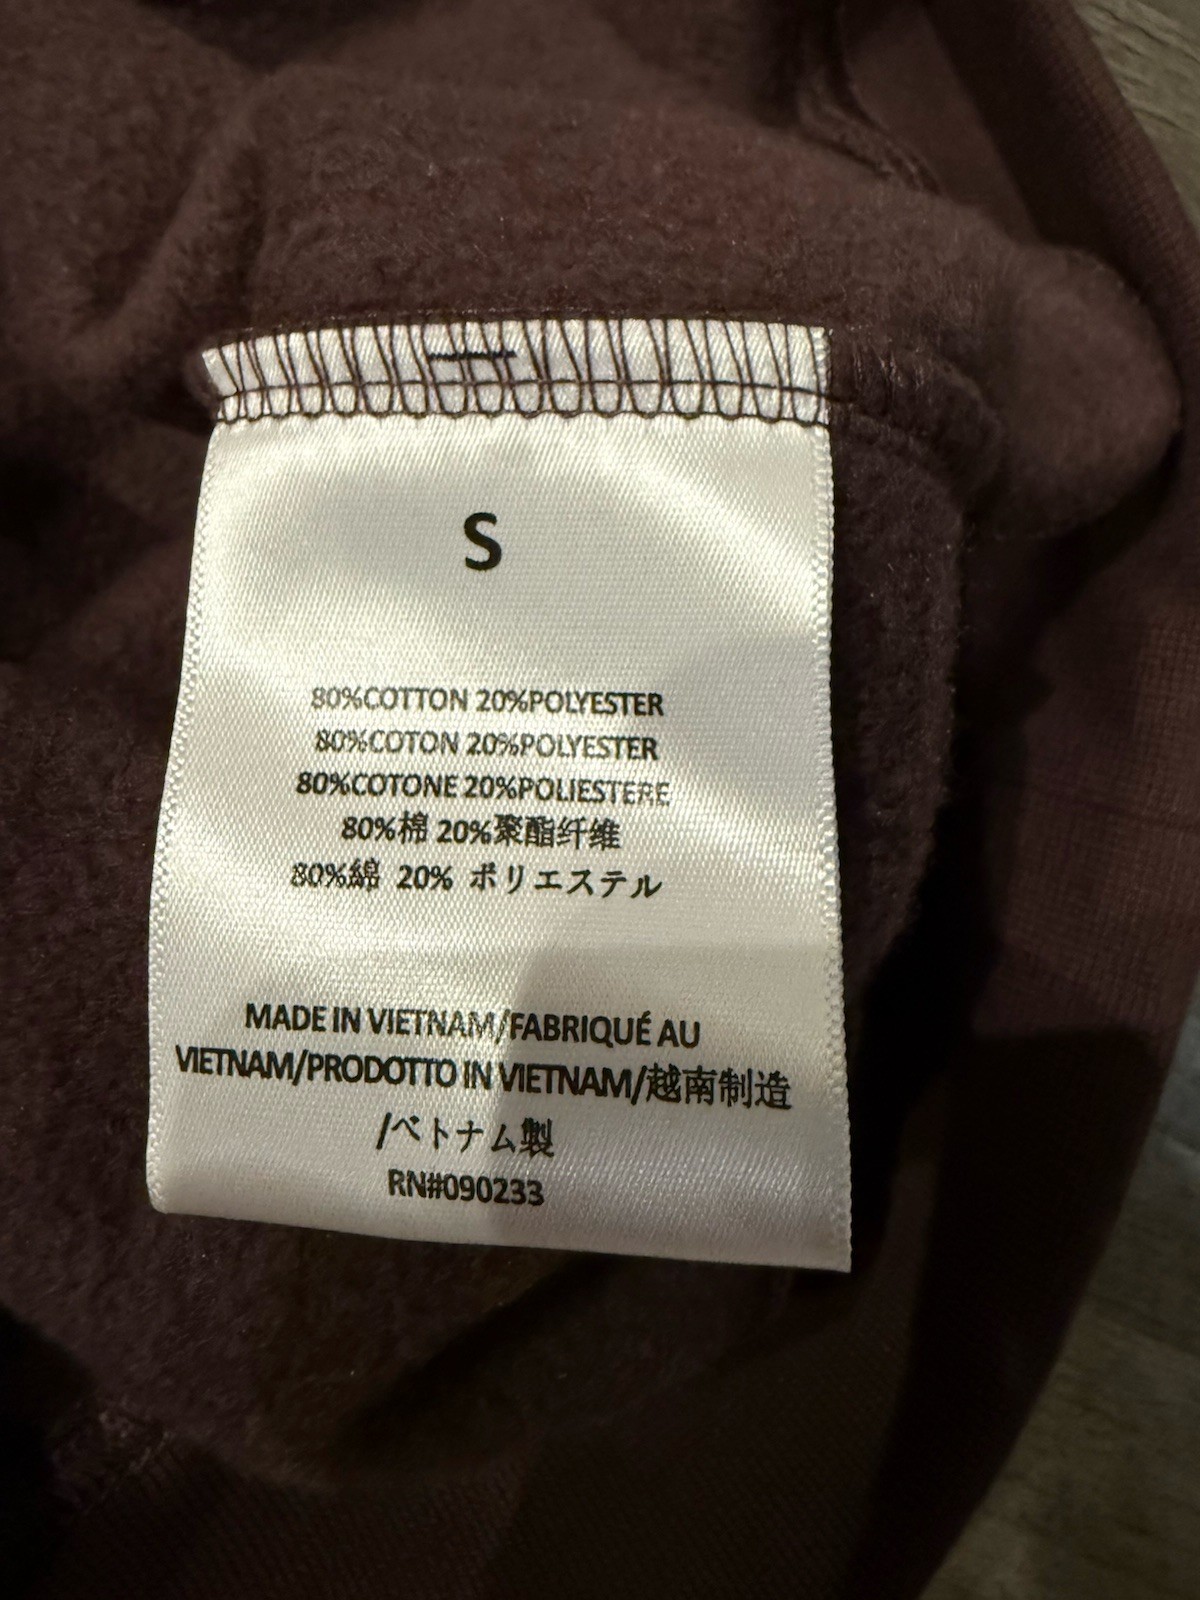 S
80%COTTON 20%POLYESTER
80%COTON 20%POLYESTER
80%COTONE 20%POLIESTERE
80%棉 20%聚酯纤维
80%綿 20% ポリエステル
MADE IN VIETNAM/FABRIQUÉ AU
VIETNAM/PRODOTTO IN VIETNAM/越南制造
/ベトナム製
RN#090233